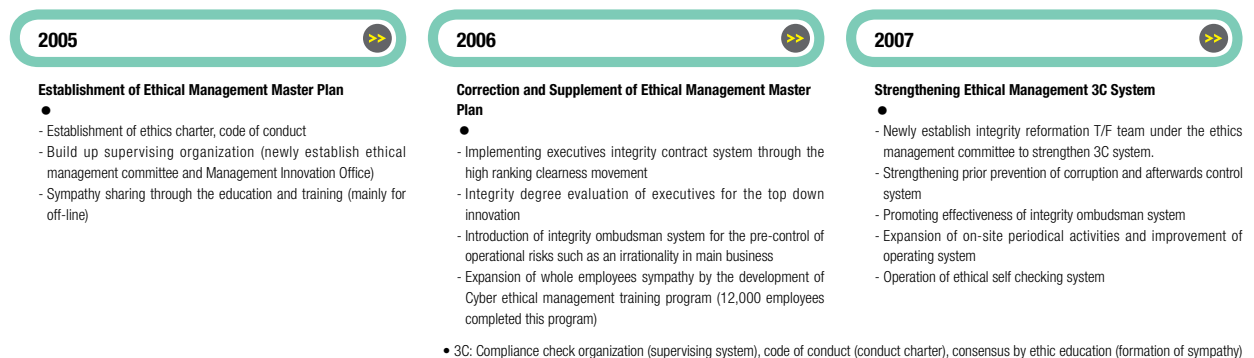 2005 >>
Establishment of Ethical Management Master Plan
●
- Establishment of ethics charter, code of conduct
- Build up supervising organization (newly establish ethical
management committee and Management Innovation Office)
- Sympathy sharing through the education and training (mainly for
off-line)
2006 >>
Correction and Supplement of Ethical Management Master
Plan
●
- Implementing executives integrity contract system through the
high ranking clearness movement
- Integrity degree evaluation of executives for the top down
innovation
- Introduction of integrity ombudsman system for the pre-control of
operational risks such as an irrationality in main business
- Expansion of whole employees sympathy by the development of
Cyber ethical management training program (12,000 employees
completed this program)
2007 >>
Strengthening Ethical Management 3C System
●
- Newly establish integrity reformation T/F team under the ethics
management committee to strengthen 3C system.
- Strengthening prior prevention of corruption and afterwards control
system
- Promoting effectiveness of integrity ombudsman system
- Expansion of on-site periodical activities and improvement of
operating system
- Operation of ethical self checking system
● 3C: Compliance check organization (supervising system), code of conduct (conduct charter), consensus by ethic education (formation of sympathy)